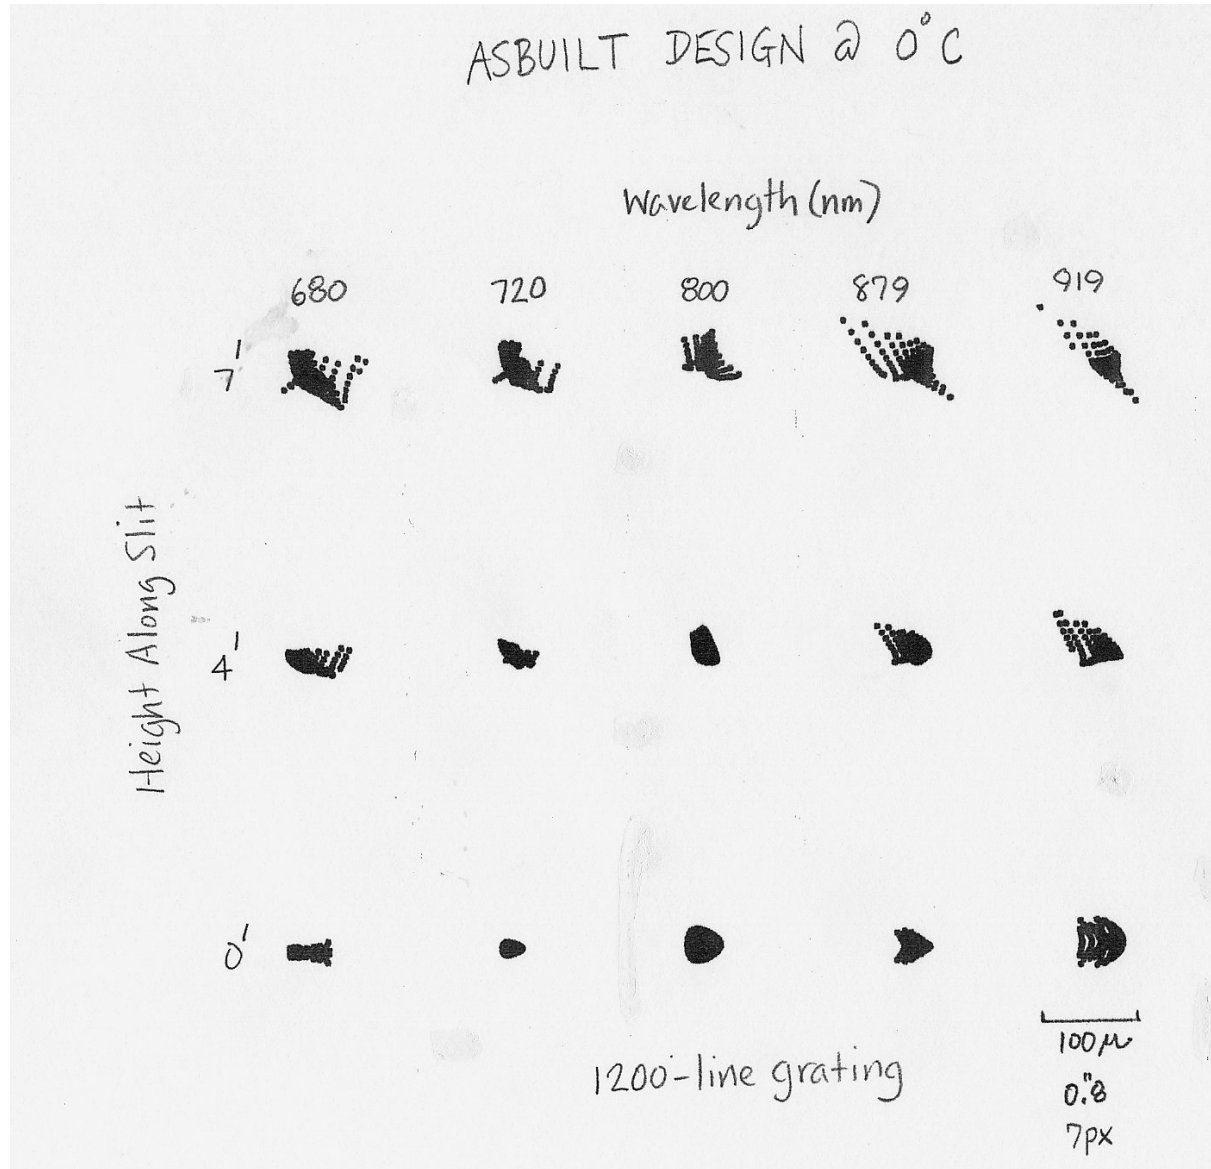 ASBUILT DESIGN @ 0°C
Wavelength (nm)
680 720 800 879 919
7'
Height Along Slit
4'
0'
100μ
0."8
7px
1200-line grating